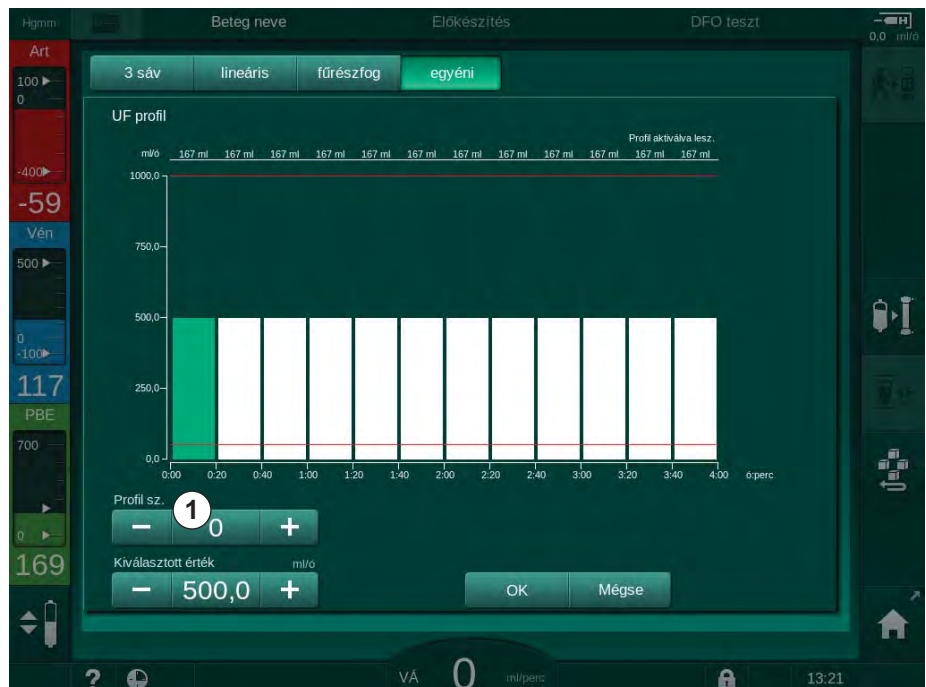 Hgmm Beteg neve Előkészítés DFO teszt
0,0 ml/ó
Art
100
0
-400
-59
Vén
500
0
-100
117
PBE
700
0
169
3 sáv lineáris fűrészfog egyéni
UF profil
Profil aktiválva lesz.
ml/ó 167 ml 167 ml 167 ml 167 ml 167 ml 167 ml 167 ml 167 ml 167 ml 167 ml 167 ml 167 ml
1000,0
750,0
500,0
250,0
0,0
0:00 0:20 0:40 1:00 1:20 1:40 2:00 2:20 2:40 3:00 3:20 3:40 4:00 ó:perc
Profil sz.
1
− 0 +
Kiválasztott érték ml/ó
− 500,0 +
OK Mégse
? VÁ 0 ml/perc 13:21